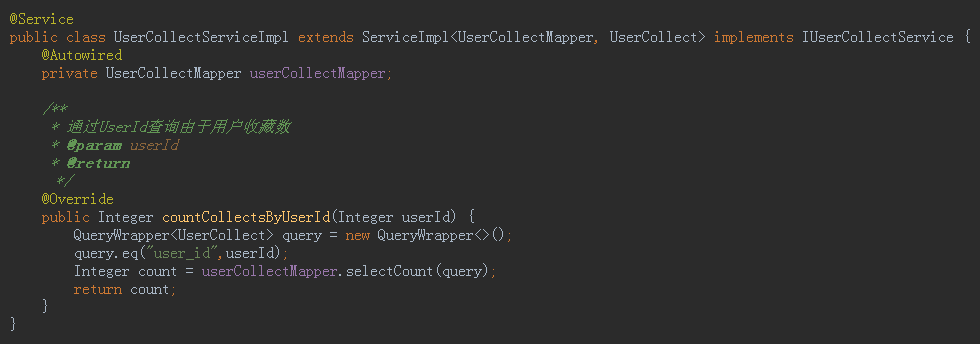 @Service
public class UserCollectServiceImpl extends ServiceImpl<UserCollectMapper, UserCollect> implements IUserCollectService {
@Autowired
private UserCollectMapper userCollectMapper;
/**
* 通过UserId查询由于用户收藏数
* @param userId
* @return
*/
@Override
public Integer countCollectsByUserId(Integer userId) {
QueryWrapper<UserCollect> query = new QueryWrapper<>();
query.eq("user_id",userId);
Integer count = userCollectMapper.selectCount(query);
return count;
}
}